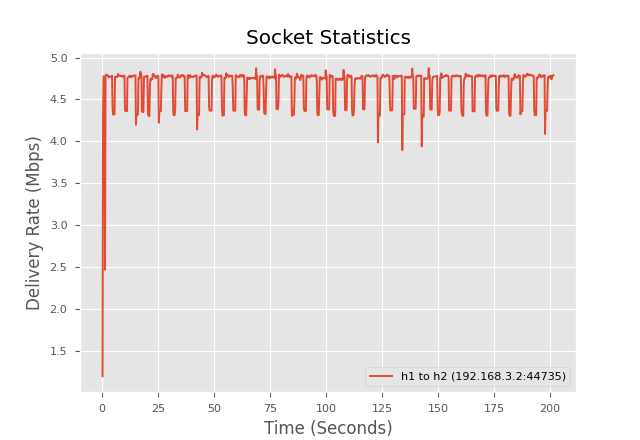 Socket Statistics
5.0
4.5
4.0
3.5
3.0
2.5
2.0
1.5
Delivery Rate (Mbps)
h1 to h2 (192.168.3.2:44735)
0 25 50 75 100 125 150 175 200
Time (Seconds)